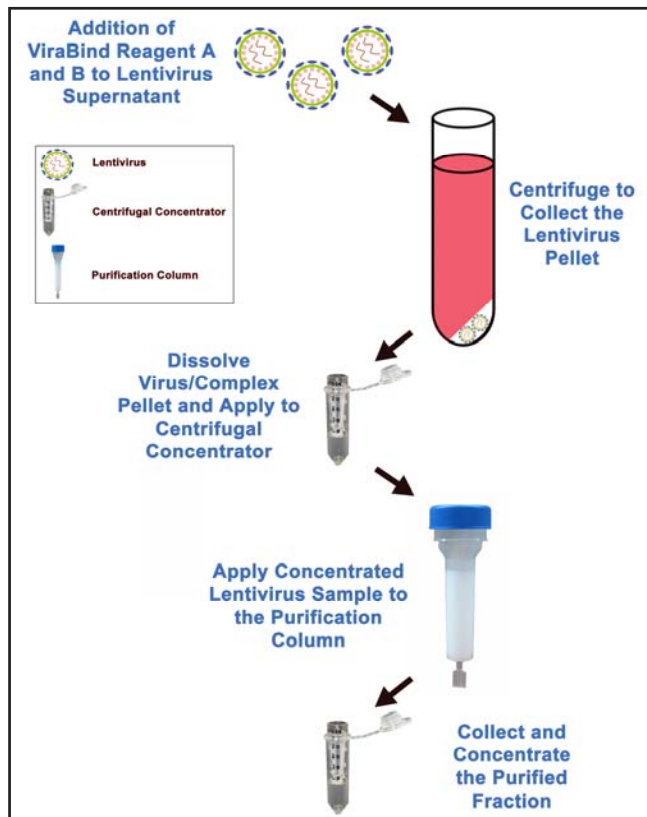 Addition of
ViraBind Reagent A
and B to Lentivirus
Supernatant
Lentivirus
Centrifugal Concentrator
Purification Column
Centrifuge to
Collect the
Lentivirus
Pellet
Dissolve
Virus/Complex
Pellet and Apply to
Centrifugal
Concentrator
Apply Concentrated
Lentivirus Sample to
the Purification
Column
Collect and
Concentrate
the Purified
Fraction